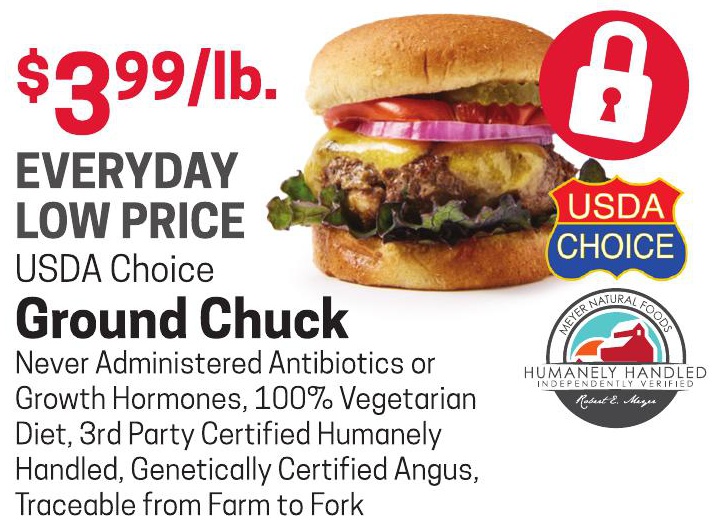 $3.99/lb.
EVERYDAY
LOW PRICE
USDA Choice
Ground Chuck
Never Administered Antibiotics or
Growth Hormones, 100% Vegetarian
Diet, 3rd Party Certified Humanely
Handled, Genetically Certified Angus,
Traceable from Farm to Fork
USDA
CHOICE
MEYER NATURAL FOODS
HUMANELY HANDLED
INDEPENDENTLY VERIFIED
Robert E. Meyer